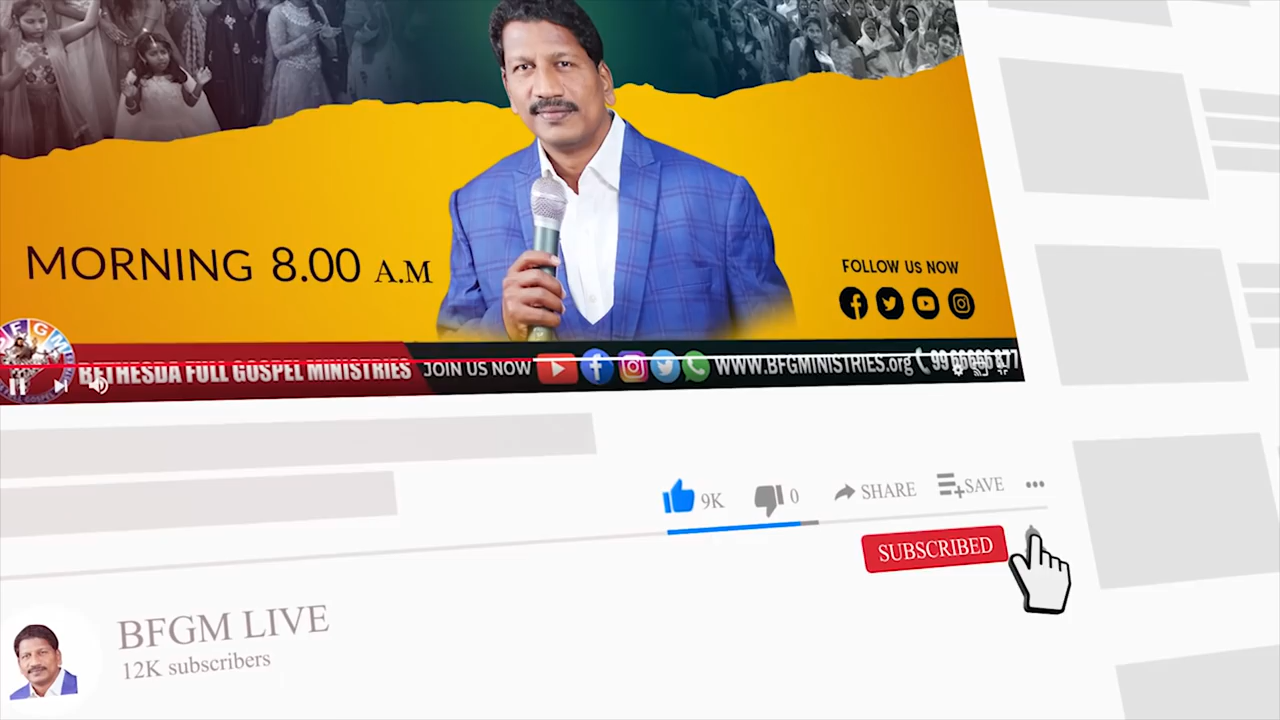 MORNING 8.00 A.M
FOLLOW US NOW
BFGM
BETHESDA FULL GOSPEL MINISTRIES JOIN US NOW WWW.BFGMINISTRIES.org
9K 0 SHARE SAVE
SUBSCRIBED
BFGM LIVE
12K subscribers